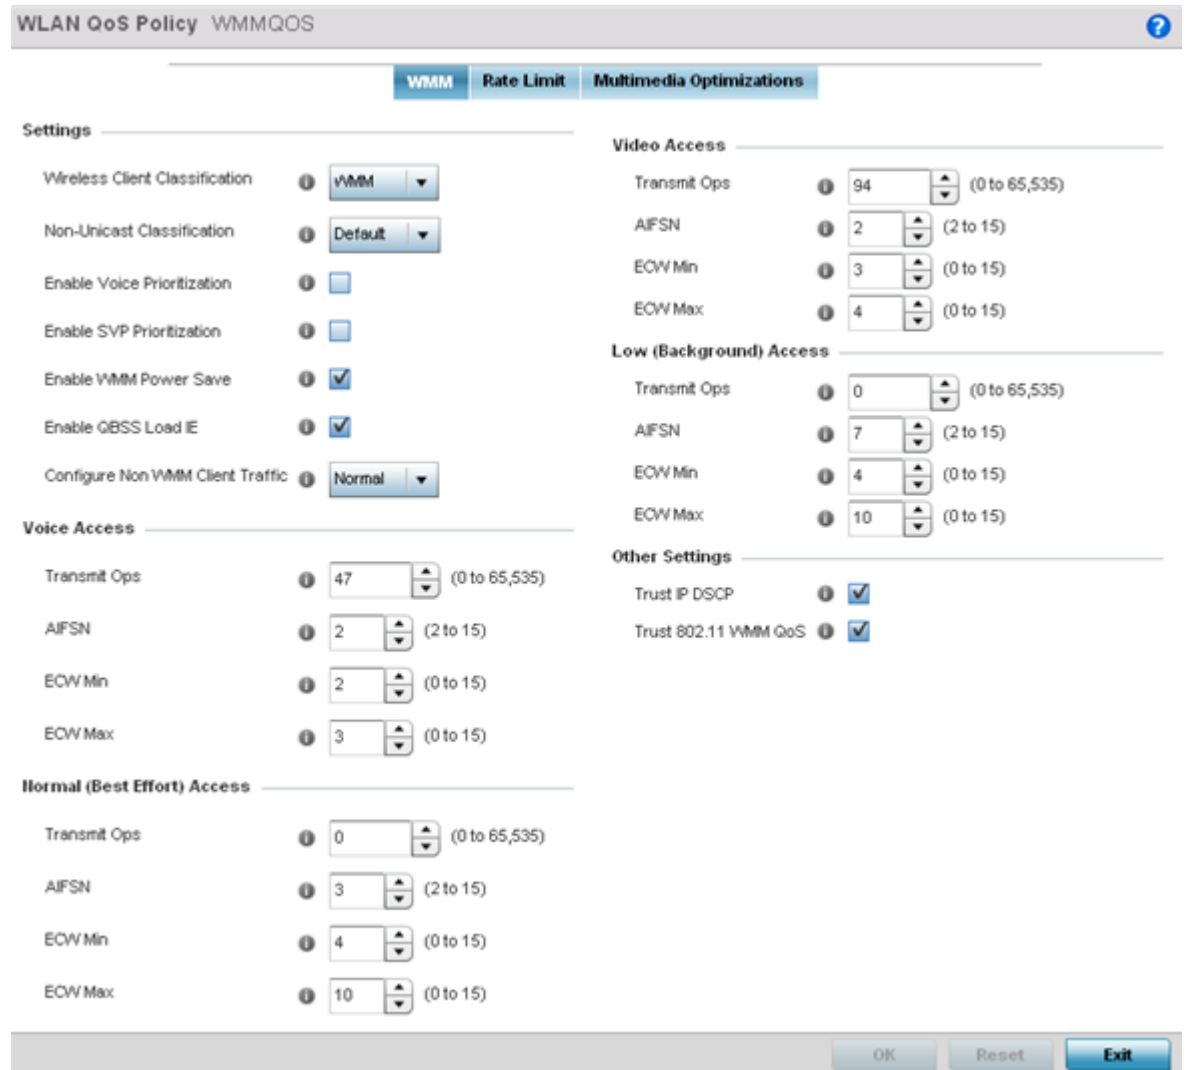 WLAN QoS Policy WMMQOS
WMM Rate Limit Multimedia Optimizations
Settings
Wireless Client Classification WMM
Non-Unicast Classification Default
Enable Voice Prioritization
Enable SVP Prioritization
Enable WMM Power Save
Enable QBSS Load IE
Configure Non WMM Client Traffic Normal
Voice Access
Transmit Ops 47 (0 to 65,535)
AIFSN 2 (2 to 15)
ECW Min 2 (0 to 15)
ECW Max 3 (0 to 15)
Normal (Best Effort) Access
Transmit Ops 0 (0 to 65,535)
AIFSN 3 (2 to 15)
ECW Min 4 (0 to 15)
ECW Max 10 (0 to 15)
Video Access
Transmit Ops 94 (0 to 65,535)
AIFSN 2 (2 to 15)
ECW Min 3 (0 to 15)
ECW Max 4 (0 to 15)
Low (Background) Access
Transmit Ops 0 (0 to 65,535)
AIFSN 7 (2 to 15)
ECW Min 4 (0 to 15)
ECW Max 10 (0 to 15)
Other Settings
Trust IP DSCP
Trust 802.11 WMM QoS
OK Reset Exit